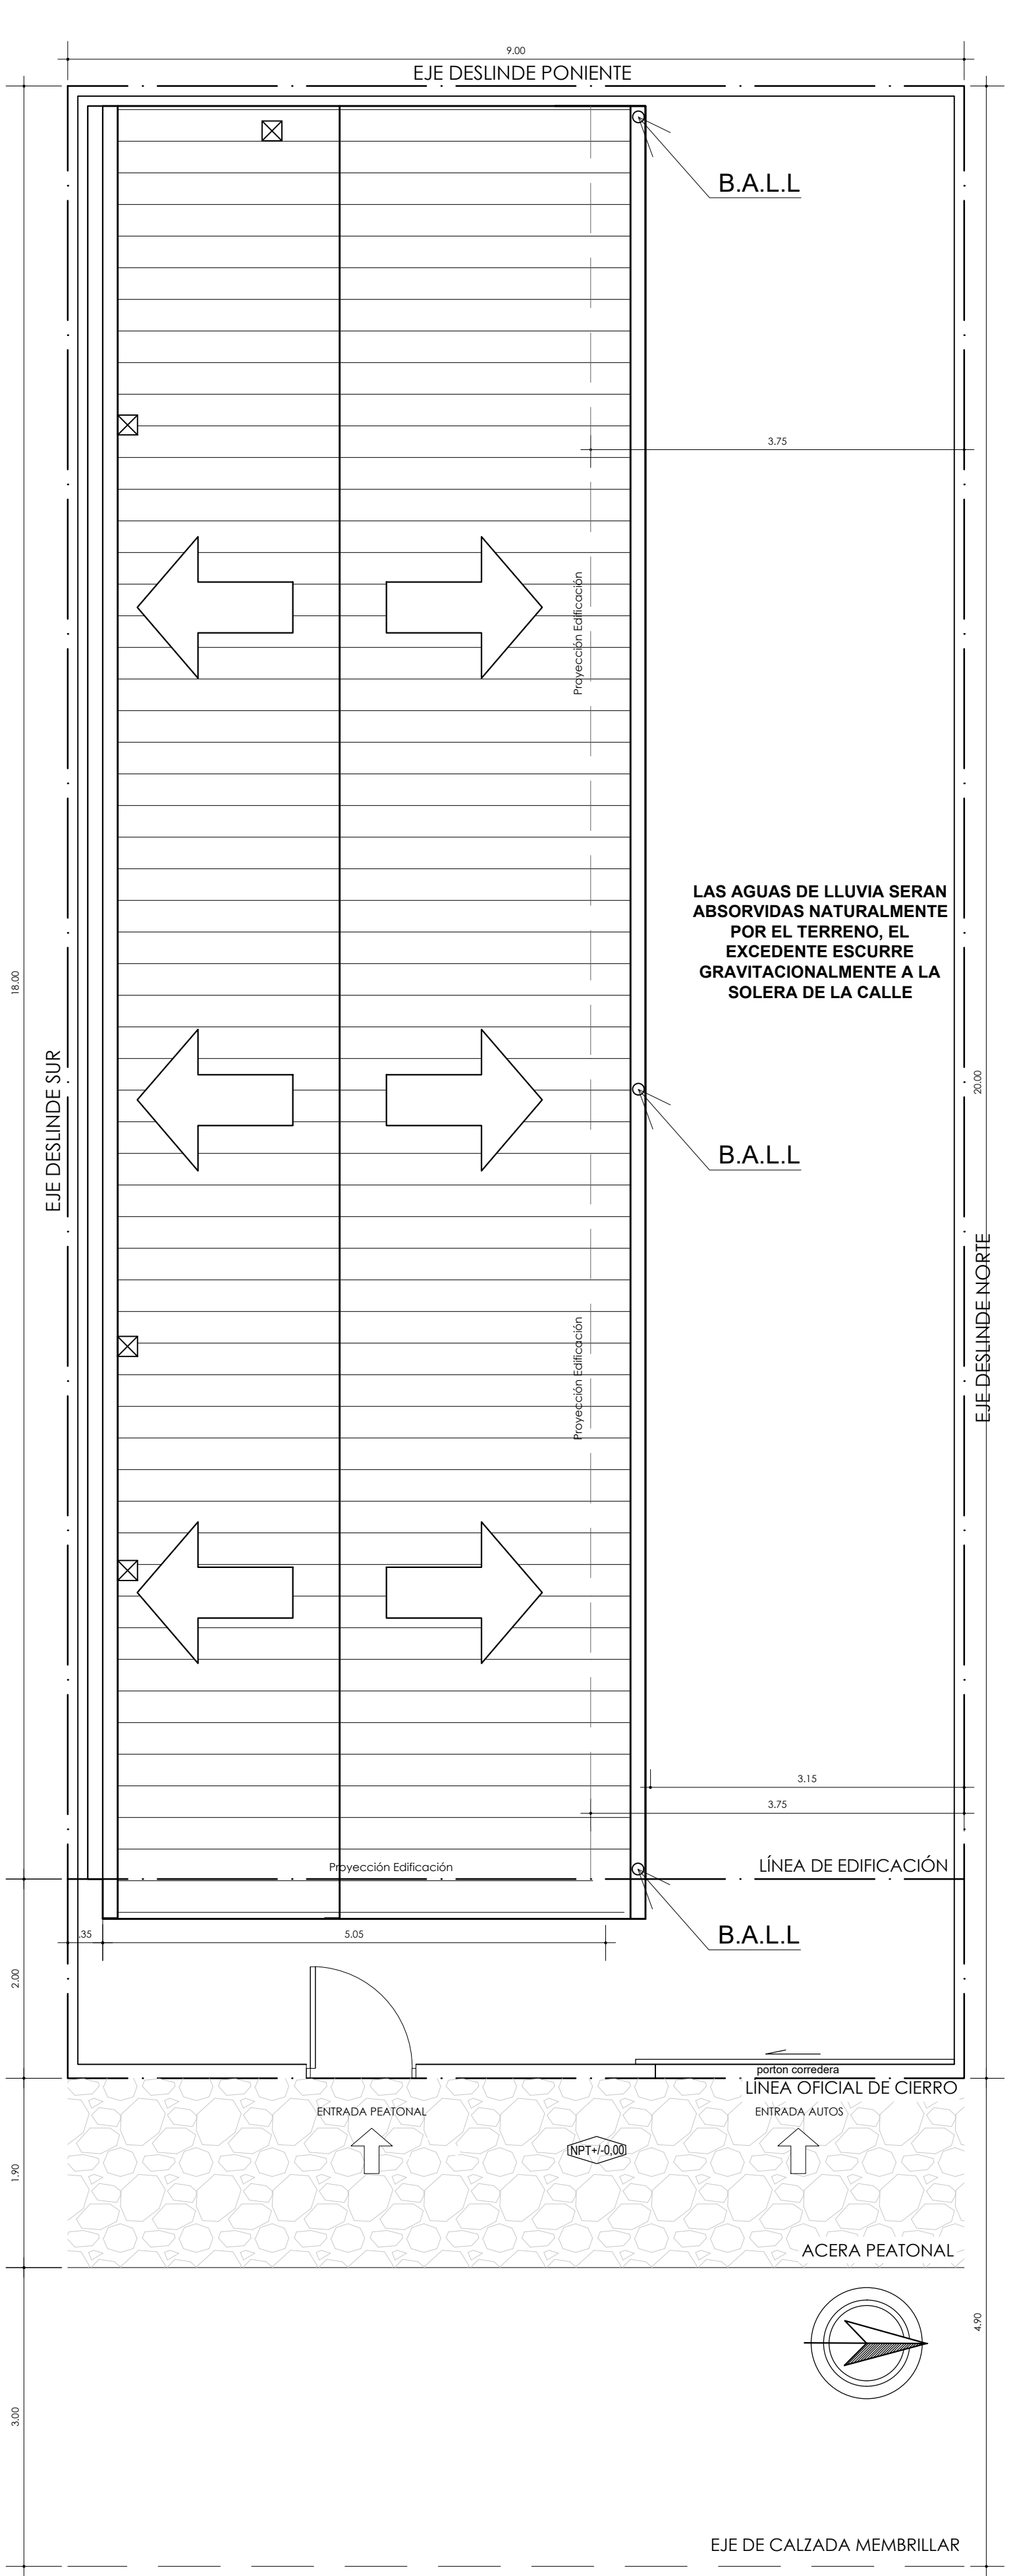 9.00
EJE DESLINDE PONIENTE
B.A.L.L
3.75
Proyección Edificación
LAS AGUAS DE LLUVIA SERAN
ABSORVIDAS NATURALMENTE
POR EL TERRENO, EL
EXCEDENTE ESCURRE
GRAVITACIONALMENTE A LA
SOLERA DE LA CALLE
18.00
EJE DESLINDE SUR
20.00
B.A.L.L
EJE DESLINDE NORTE
Proyección Edificación
3.15
3.75
Proyección Edificación
LÍNEA DE EDIFICACIÓN
.35
5.05
B.A.L.L
2.00
porton corredera
LÍNEA OFICIAL DE CIERRO
ENTRADA PEATONAL
ENTRADA AUTOS
NPT+/-0,00
1.90
ACERA PEATONAL
4.90
3.00
EJE DE CALZADA MEMBRILLAR